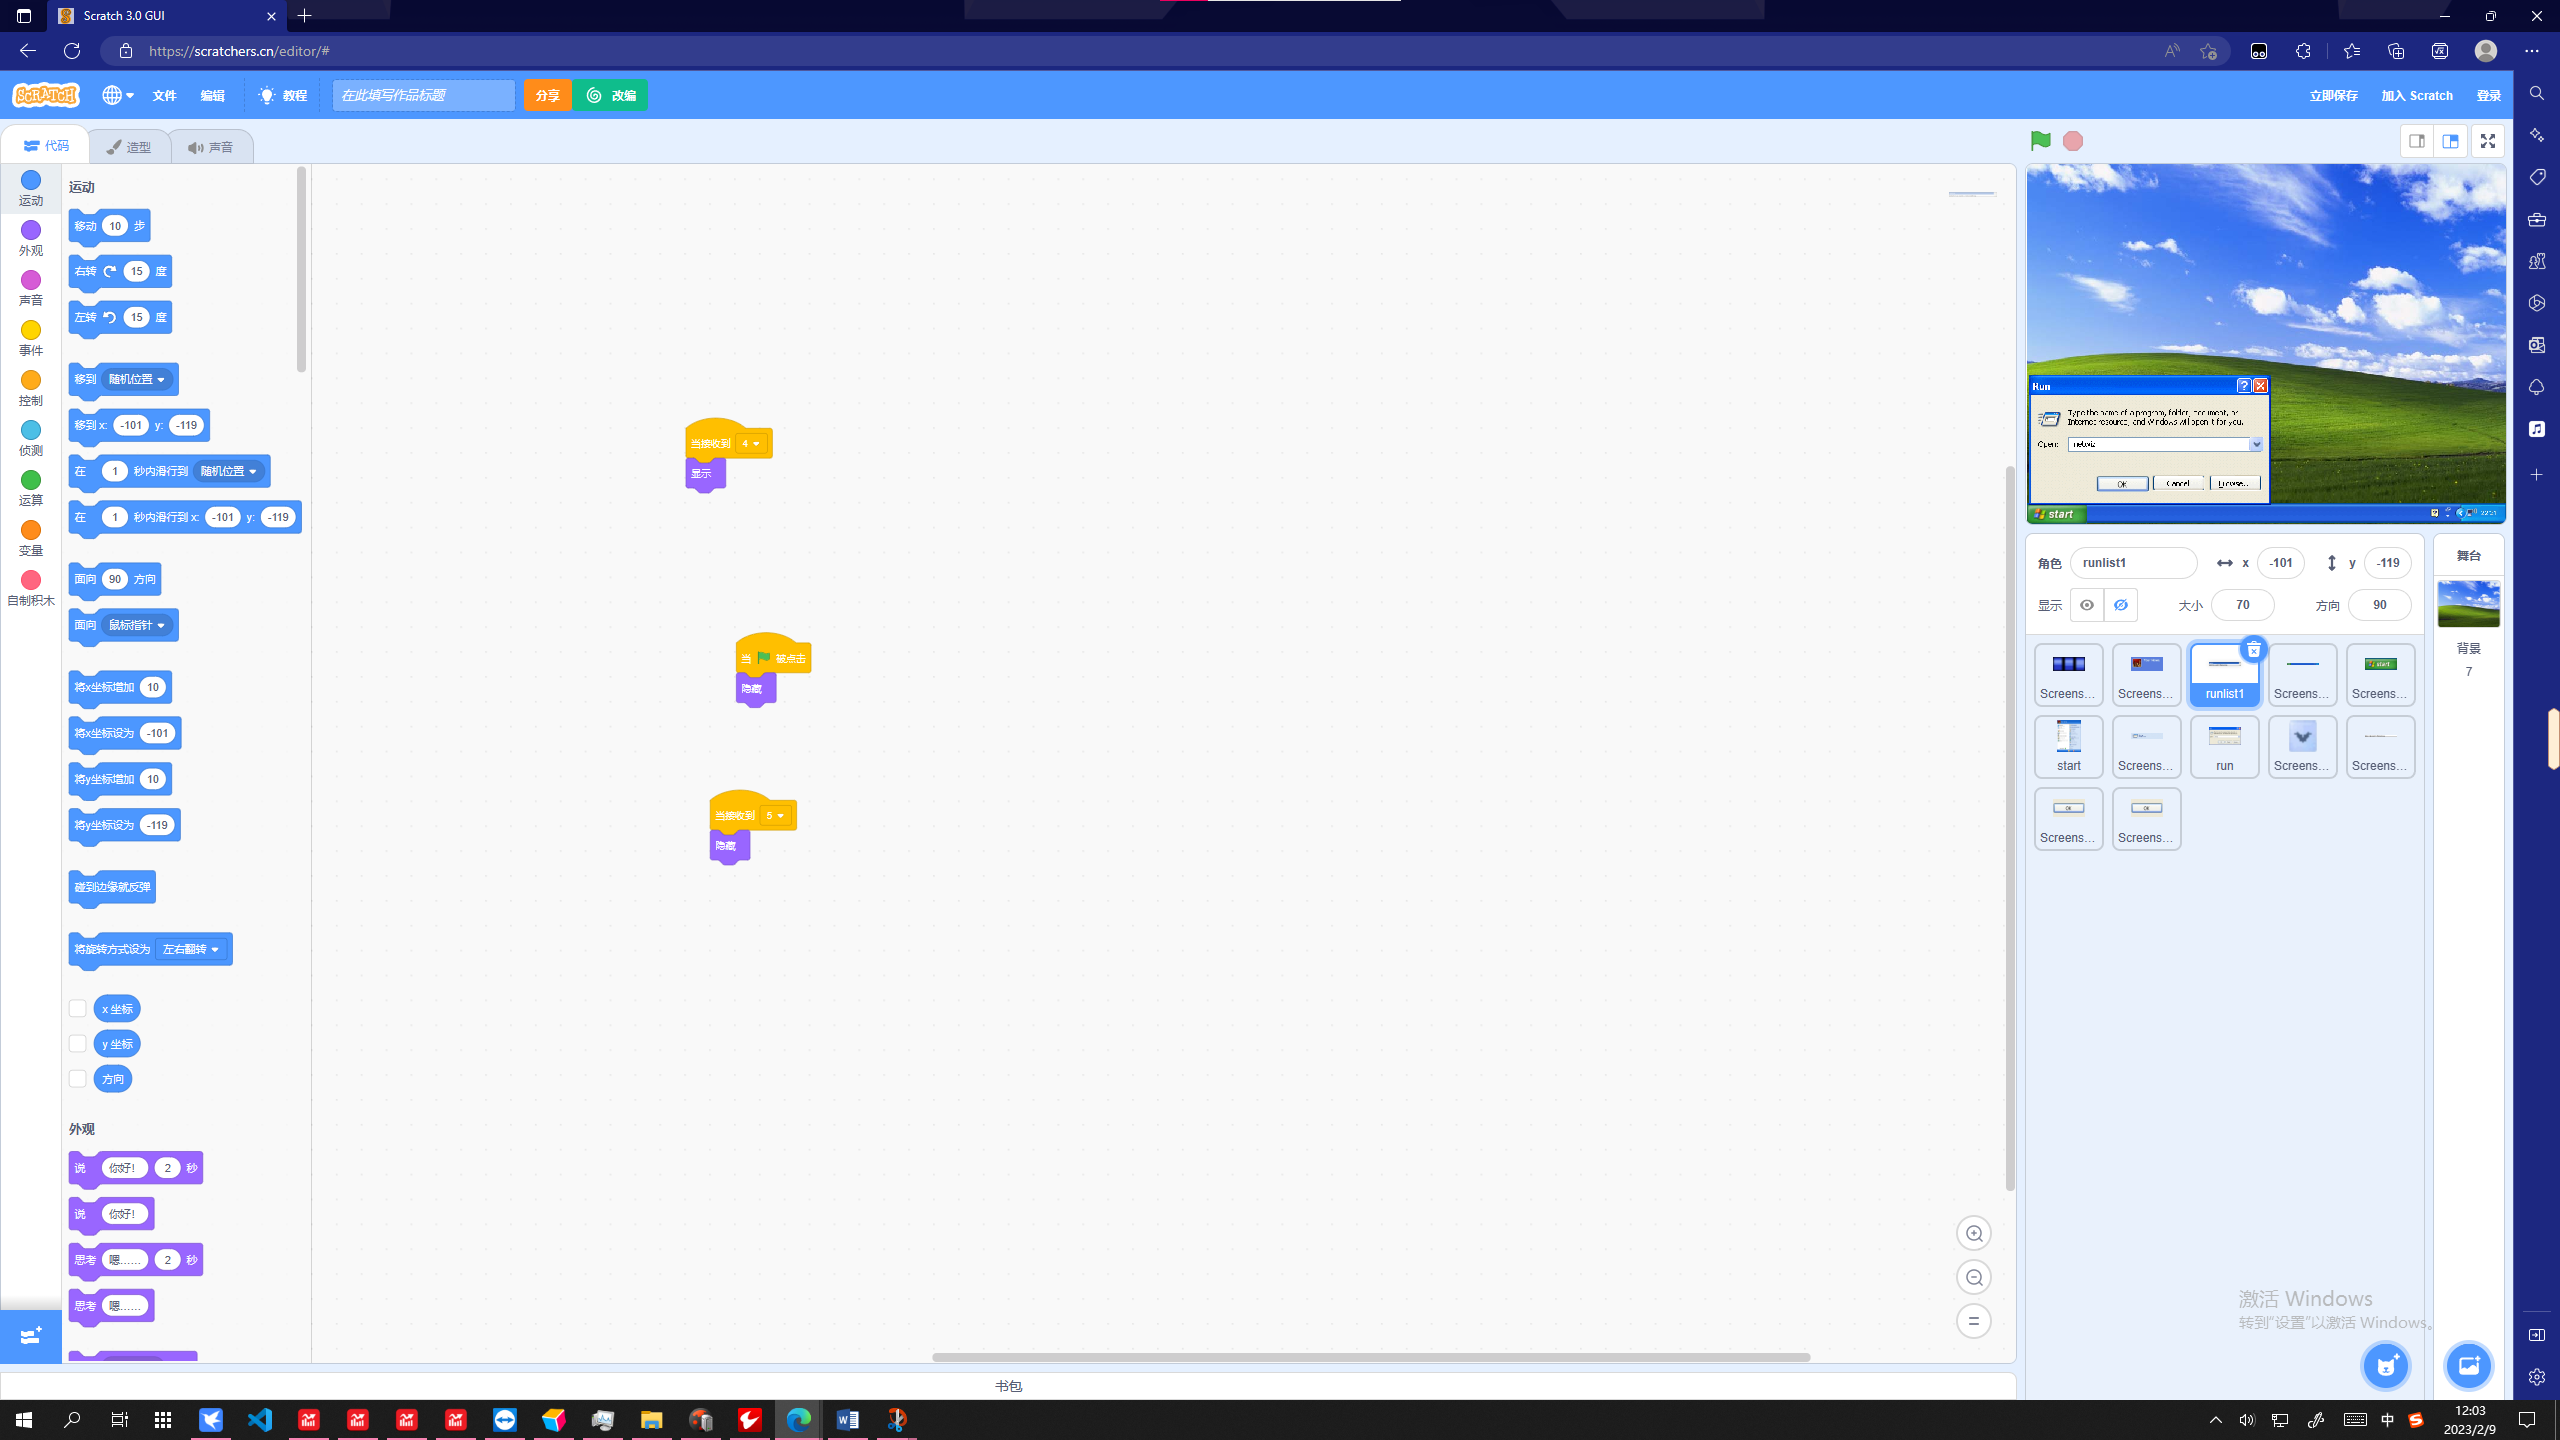 Scratch 3.0 GUI
https://scratchers.cn/editor/#
SCRATCH
文件
编辑
教程
在此填写作品标题
分享
改编
立即保存
加入 Scratch
登录
代码
造型
声音
运动
外观
声音
事件
控制
侦测
运算
变量
自制积木
运动
移动 10 步
右转 15 度
左转 15 度
移到 随机位置
移到 x: -101 y: -119
在 1 秒内滑行到 随机位置
在 1 秒内滑行到 x: -101 y: -119
面向 90 方向
面向 鼠标指针
将x坐标增加 10
将x坐标设为 -101
将y坐标增加 10
将y坐标设为 -119
碰到边缘就反弹
将旋转方式设为 左右翻转
x 坐标
y 坐标
方向
外观
说 你好! 2 秒
说 你好!
思考 嗯…… 2 秒
思考 嗯……
当接收到 4
显示
当 被点击
隐藏
当接收到 5
隐藏
书包
Run
Type the name of a program, folder, document, or
Internet resource, and Windows will open it for you.
Open:
OK
Cancel
Browse...
start
角色 runlist1 x -101 y -119
显示 大小 70 方向 90
Screens...
Screens...
runlist1
Screens...
Screens...
start
start
Screens...
run
Screens...
Screens...
OK
Screens...
OK
Screens...
舞台
背景
7
激活 Windows
转到"设置"以激活 Windows。
中
12:03
2023/2/9